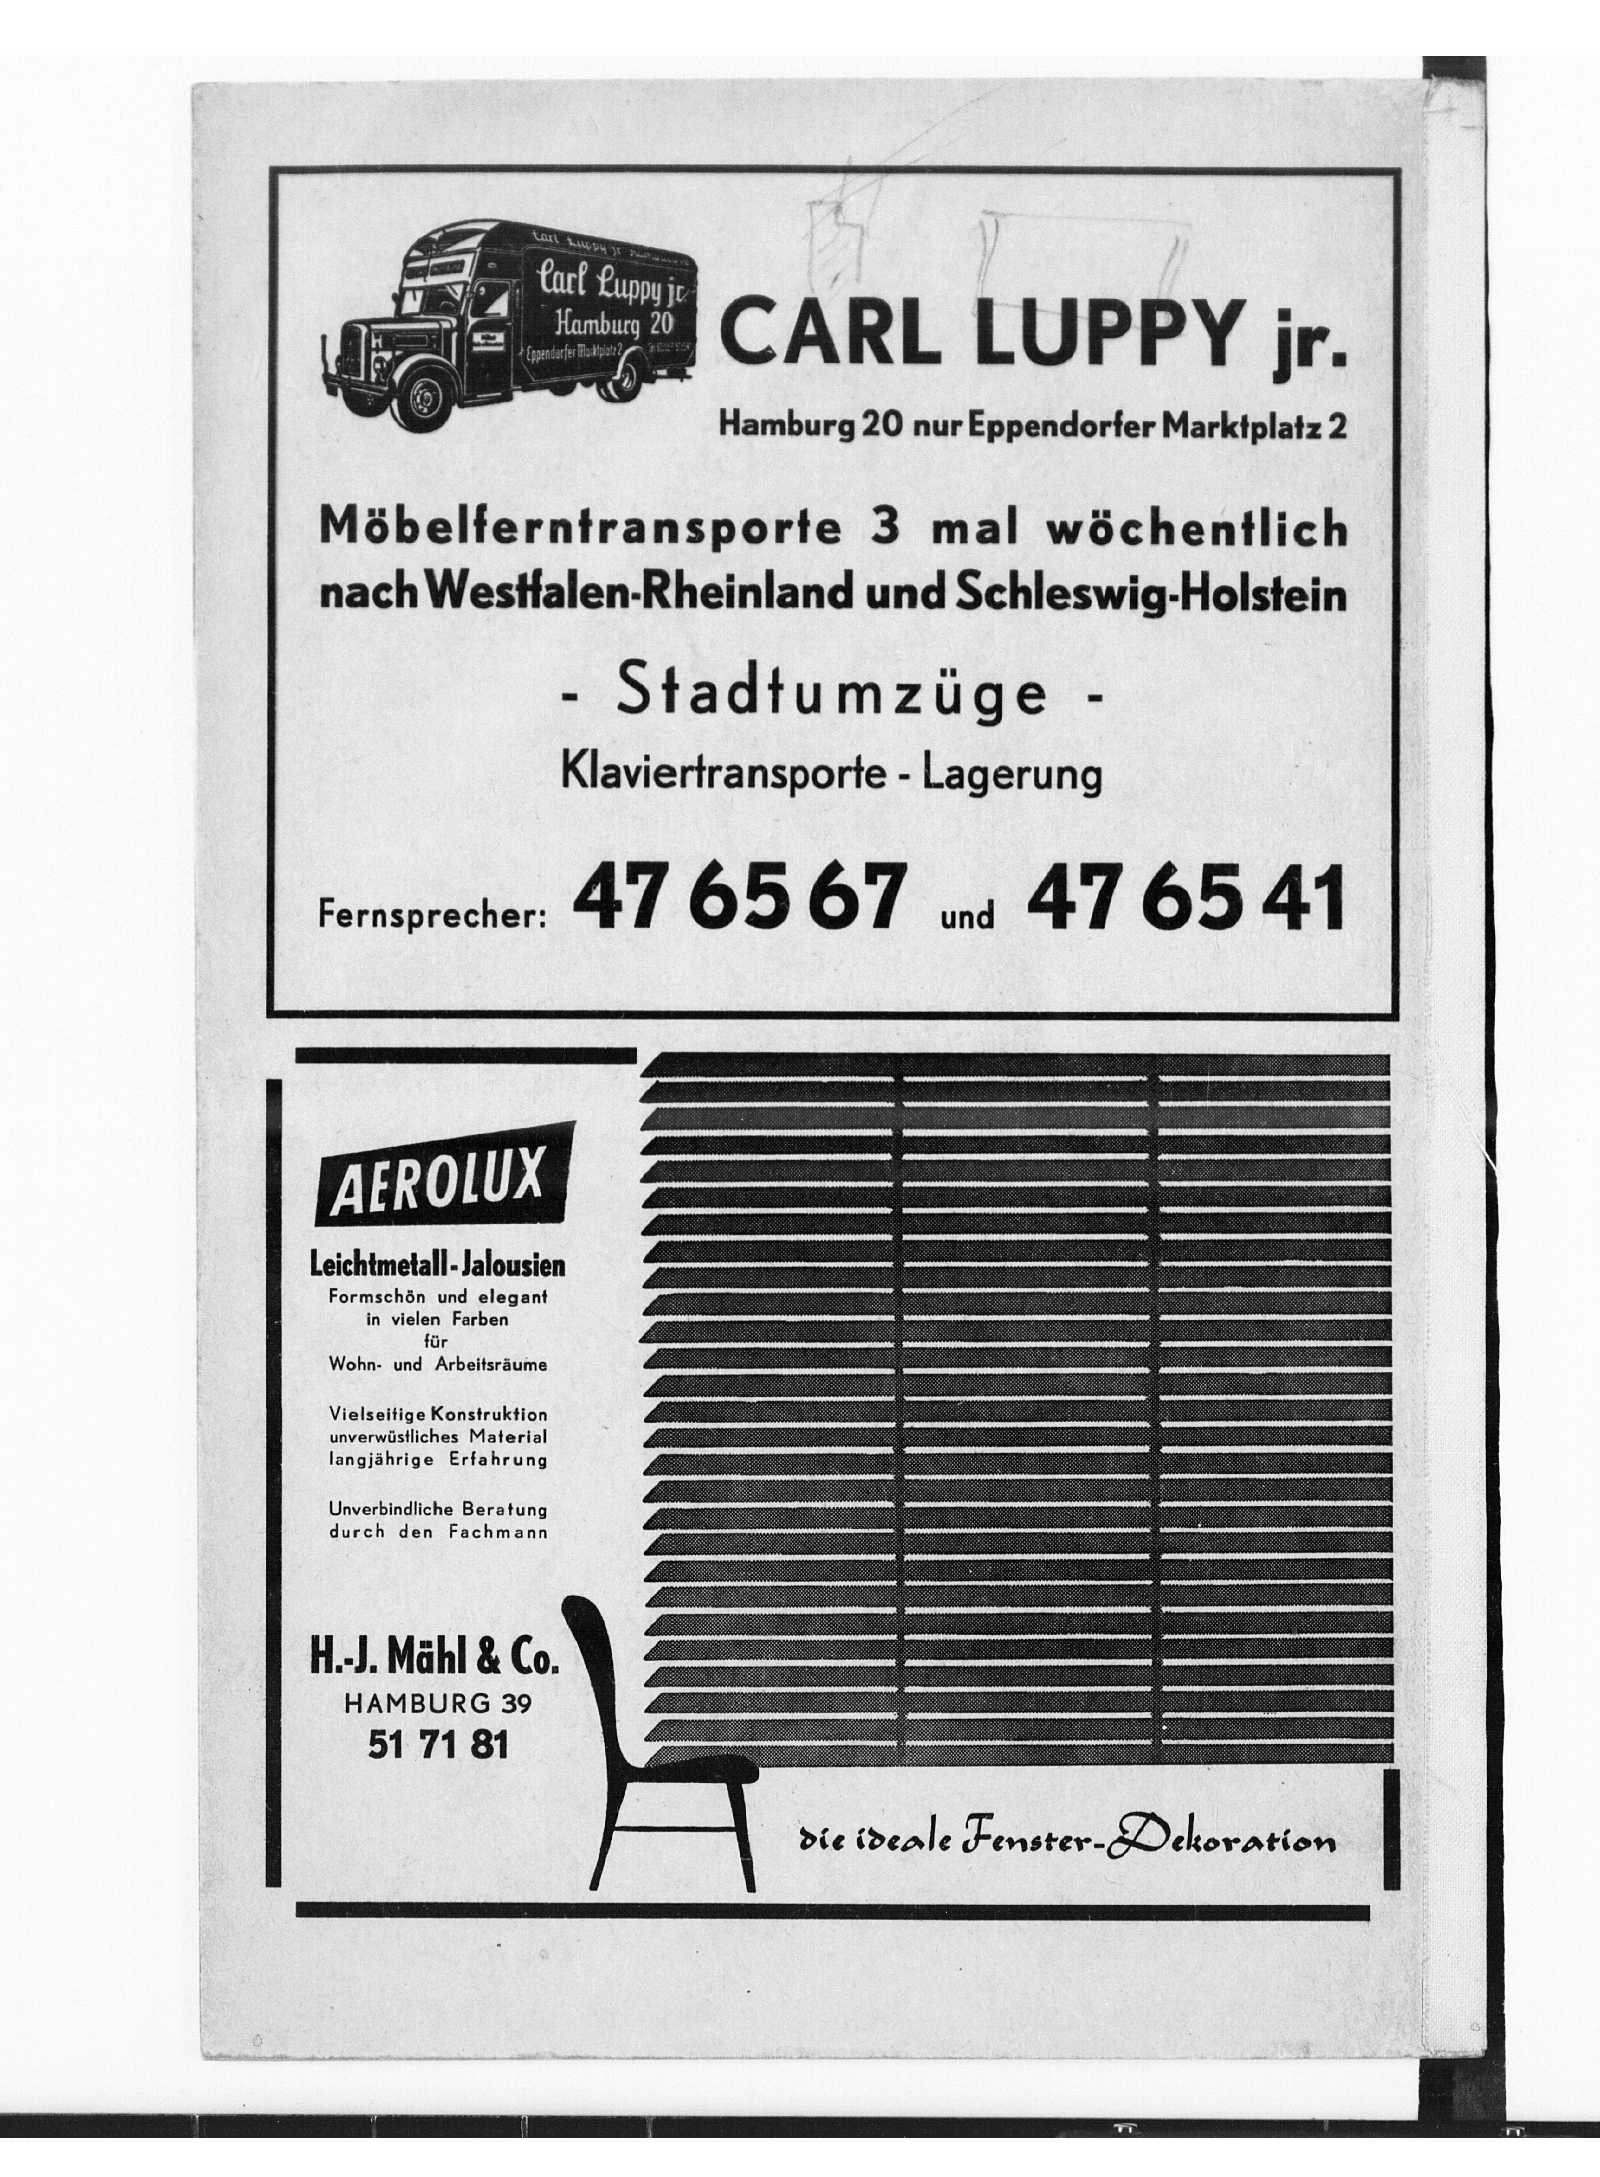 Carl Luppy jr.
Carl Luppy jr.
Hamburg 20
Eppendorfer Marktplatz 2
CARL LUPPY jr.
Hamburg 20 nur Eppendorfer Marktplatz 2
Möbelferntransporte 3 mal wöchentlich
nach Westfalen-Rheinland und Schleswig-Holstein
- Stadtumzüge -
Klaviertransporte - Lagerung
Fernsprecher: 47 65 67 und 47 65 41
AEROLUX
Leichtmetall-Jalousien
Formschön und elegant
in vielen Farben
für
Wohn- und Arbeitsräume
Vielseitige Konstruktion
unverwüstliches Material
langjährige Erfahrung
Unverbindliche Beratung
durch den Fachmann
H.-J. Mähl & Co.
HAMBURG 39
51 71 81
die ideale Fenster-Dekoration